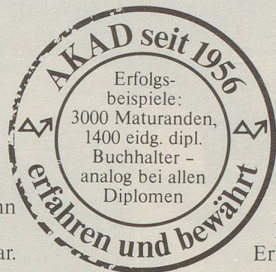 AKAD seit 1956
Erfolgs-
beispiele:
3000 Maturanden,
1400 eidg. dipl.
Buchhalter –
analog bei allen
Diplomen
erfahren und bewährt